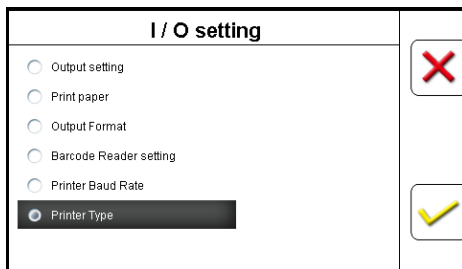 I / O setting
Output setting
Print paper
Output Format
Barcode Reader setting
Printer Baud Rate
Printer Type